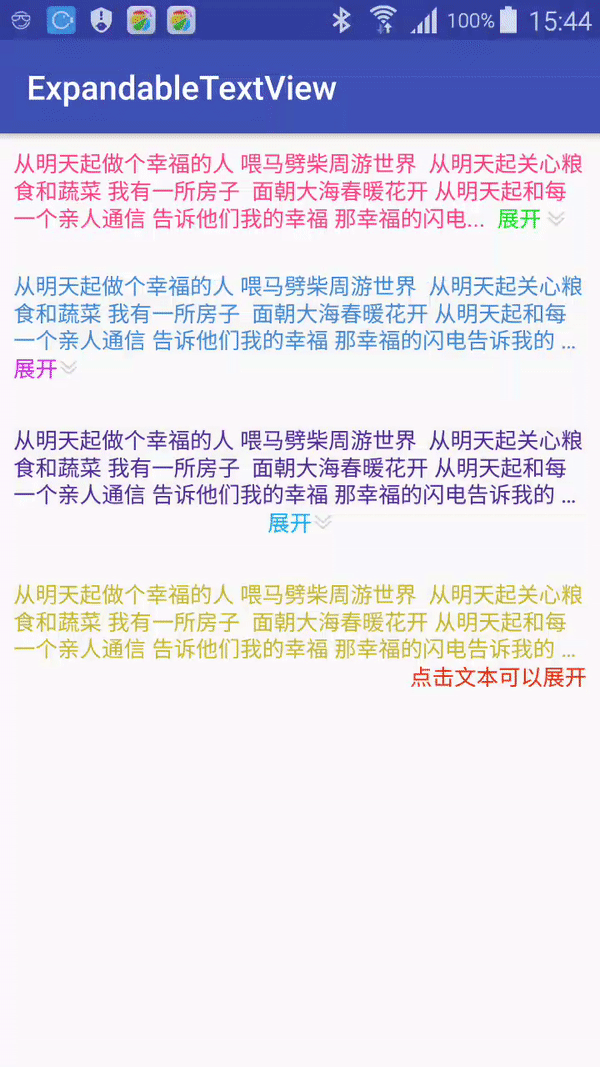 100% 15:44
ExpandableTextView
从明天起做个幸福的人 喂马劈柴周游世界  从明天起关心粮
食和蔬菜 我有一所房子  面朝大海春暖花开 从明天起和每
一个亲人通信 告诉他们我的幸福 那幸福的闪电...  展开
从明天起做个幸福的人 喂马劈柴周游世界  从明天起关心粮
食和蔬菜 我有一所房子  面朝大海春暖花开 从明天起和每
一个亲人通信 告诉他们我的幸福 那幸福的闪电告诉我的 ...
展开
从明天起做个幸福的人 喂马劈柴周游世界  从明天起关心粮
食和蔬菜 我有一所房子  面朝大海春暖花开 从明天起和每
一个亲人通信 告诉他们我的幸福 那幸福的闪电告诉我的 ...
展开
从明天起做个幸福的人 喂马劈柴周游世界  从明天起关心粮
食和蔬菜 我有一所房子  面朝大海春暖花开 从明天起和每
一个亲人通信 告诉他们我的幸福 那幸福的闪电告诉我的 ...
点击文本可以展开